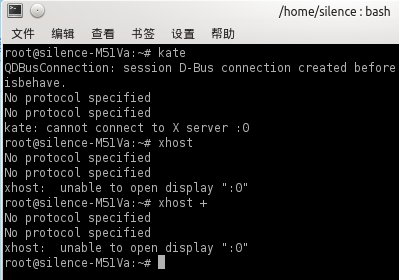 /home/silence : bash
文件 编辑 查看 书签 设置 帮助
root@silence-M51Va:~# kate
QDBusConnection: session D-Bus connection created before
isbehave.
No protocol specified
No protocol specified
kate: cannot connect to X server :0
root@silence-M51Va:~# xhost
No protocol specified
No protocol specified
xhost:  unable to open display ":0"
root@silence-M51Va:~# xhost +
No protocol specified
No protocol specified
xhost:  unable to open display ":0"
root@silence-M51Va:~#